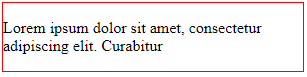 Lorem ipsum dolor sit amet, consectetur
adipiscing elit. Curabitur